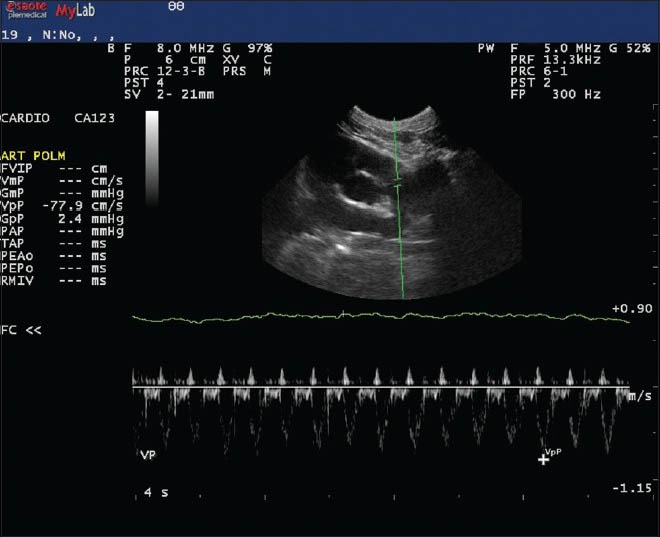 esaote
piemedical
MyLab
θθ
19 , N:No, , ,
B F 8.0 MHz G 97%
P 6 cm XV C
PRC 12-3-B PRS M
PST 4
SV 2- 21mm
PW F 5.0 MHz G 52%
PRF 13.3kHz
PRC 6-1
PST 2
FP 300 Hz
CARDIO CA123
ART POLM
FVIP --- cm
VmP --- cm/s
GmP --- mmHg
VpP -77.9 cm/s
GpP 2.4 mmHg
PAP --- mmHg
TAP --- ms
PEAo --- ms
PEPo --- ms
RMIV --- ms
FC <<
+0.90
m/s
VP
VpP
4 s
-1.15